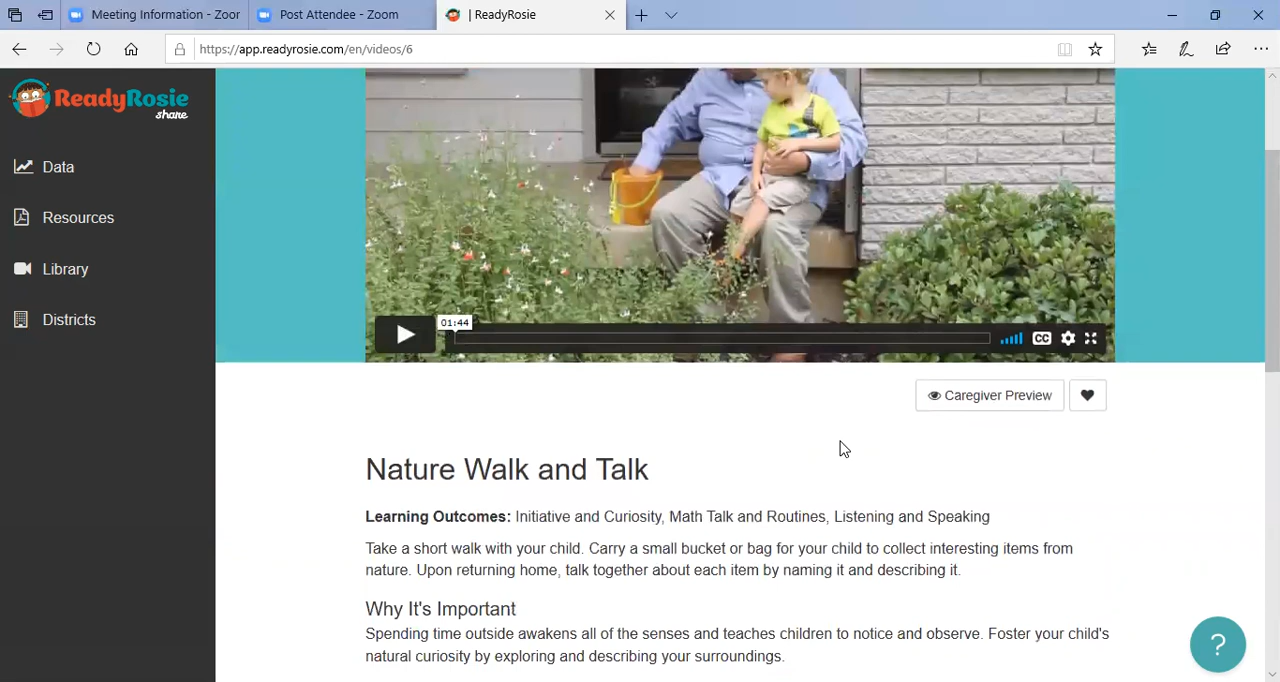 Meeting Information - Zoor
Post Attendee - Zoom
| ReadyRosie
https://app.readyrosie.com/en/videos/6
ReadyRosie
share
Data
Resources
Library
Districts
01:44
CC
Caregiver Preview
Nature Walk and Talk
Learning Outcomes: Initiative and Curiosity, Math Talk and Routines, Listening and Speaking
Take a short walk with your child. Carry a small bucket or bag for your child to collect interesting items from
nature. Upon returning home, talk together about each item by naming it and describing it.
Why It's Important
Spending time outside awakens all of the senses and teaches children to notice and observe. Foster your child's
natural curiosity by exploring and describing your surroundings.
?